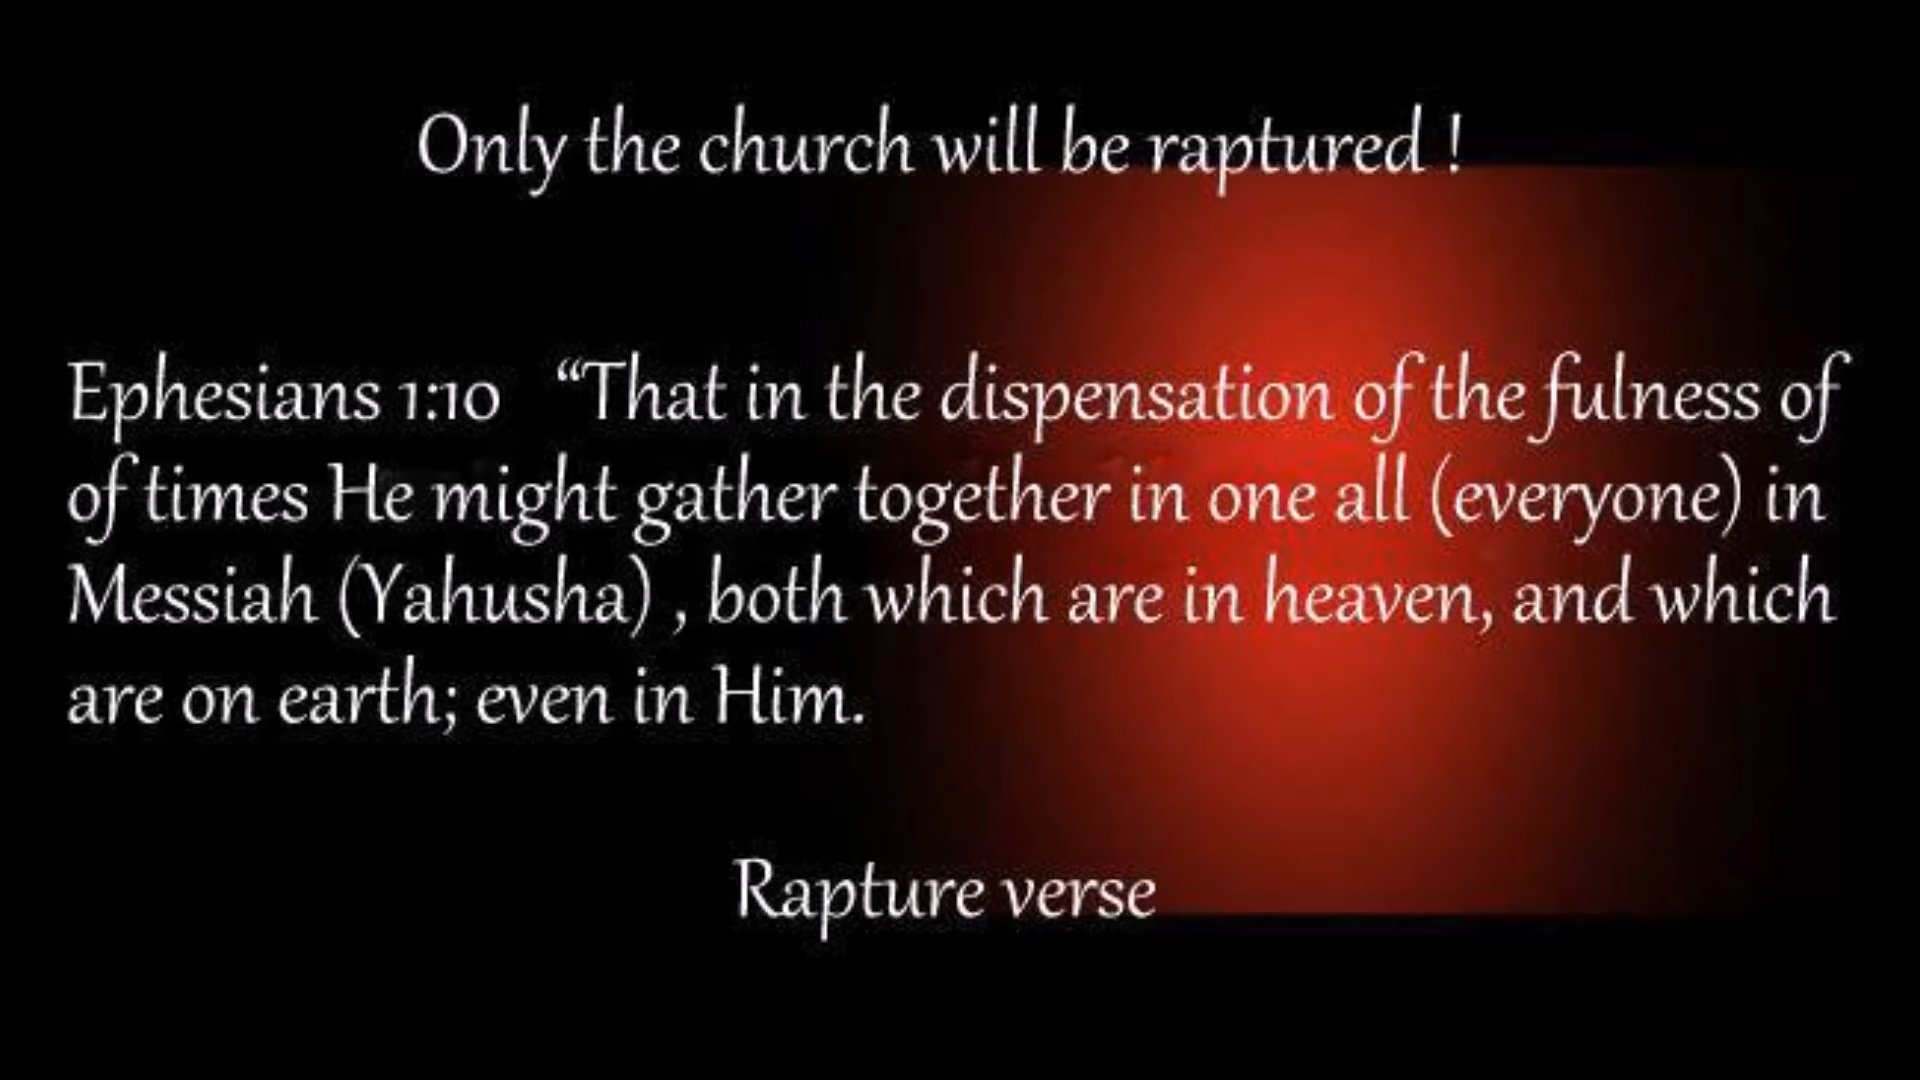 Only the church will be raptured !
Ephesians 1:10 “That in the dispensation of the fulness of
of times He might gather together in one all (everyone) in
Messiah (Yahusha) , both which are in heaven, and which
are on earth; even in Him.
Rapture verse